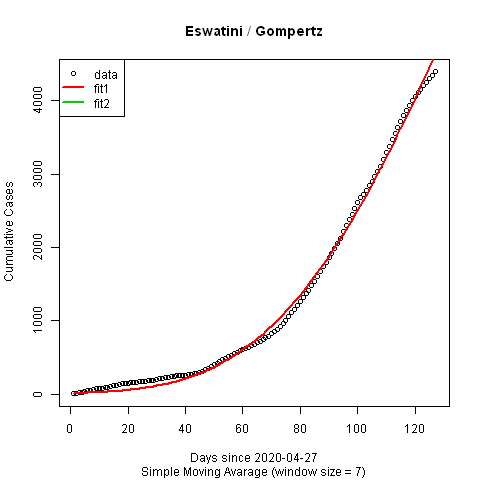 Eswatini / Gompertz
data
fit1
fit2
Cumulative Cases
0
1000
2000
3000
4000
0
20
40
60
80
100
120
Days since 2020-04-27
Simple Moving Avarage (window size = 7)